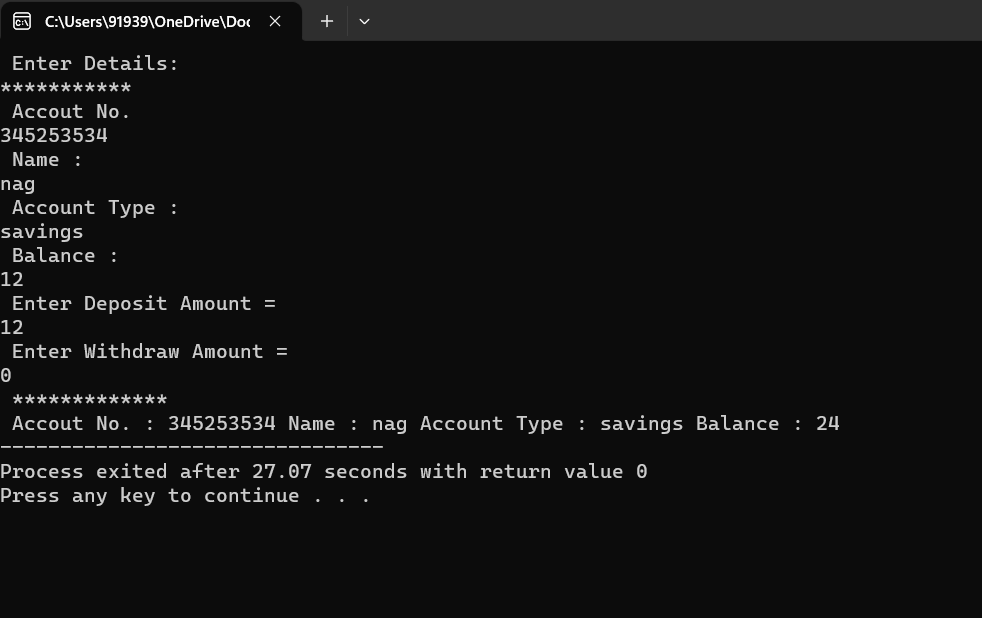 C:\Users\91939\OneDrive\Doc
Enter Details:
***********
Accout No.
345253534
Name :
nag
Account Type :
savings
Balance :
12
Enter Deposit Amount =
12
Enter Withdraw Amount =
0
*************
Accout No. : 345253534 Name : nag Account Type : savings Balance : 24
--------------------------------
Process exited after 27.07 seconds with return value 0
Press any key to continue . . .